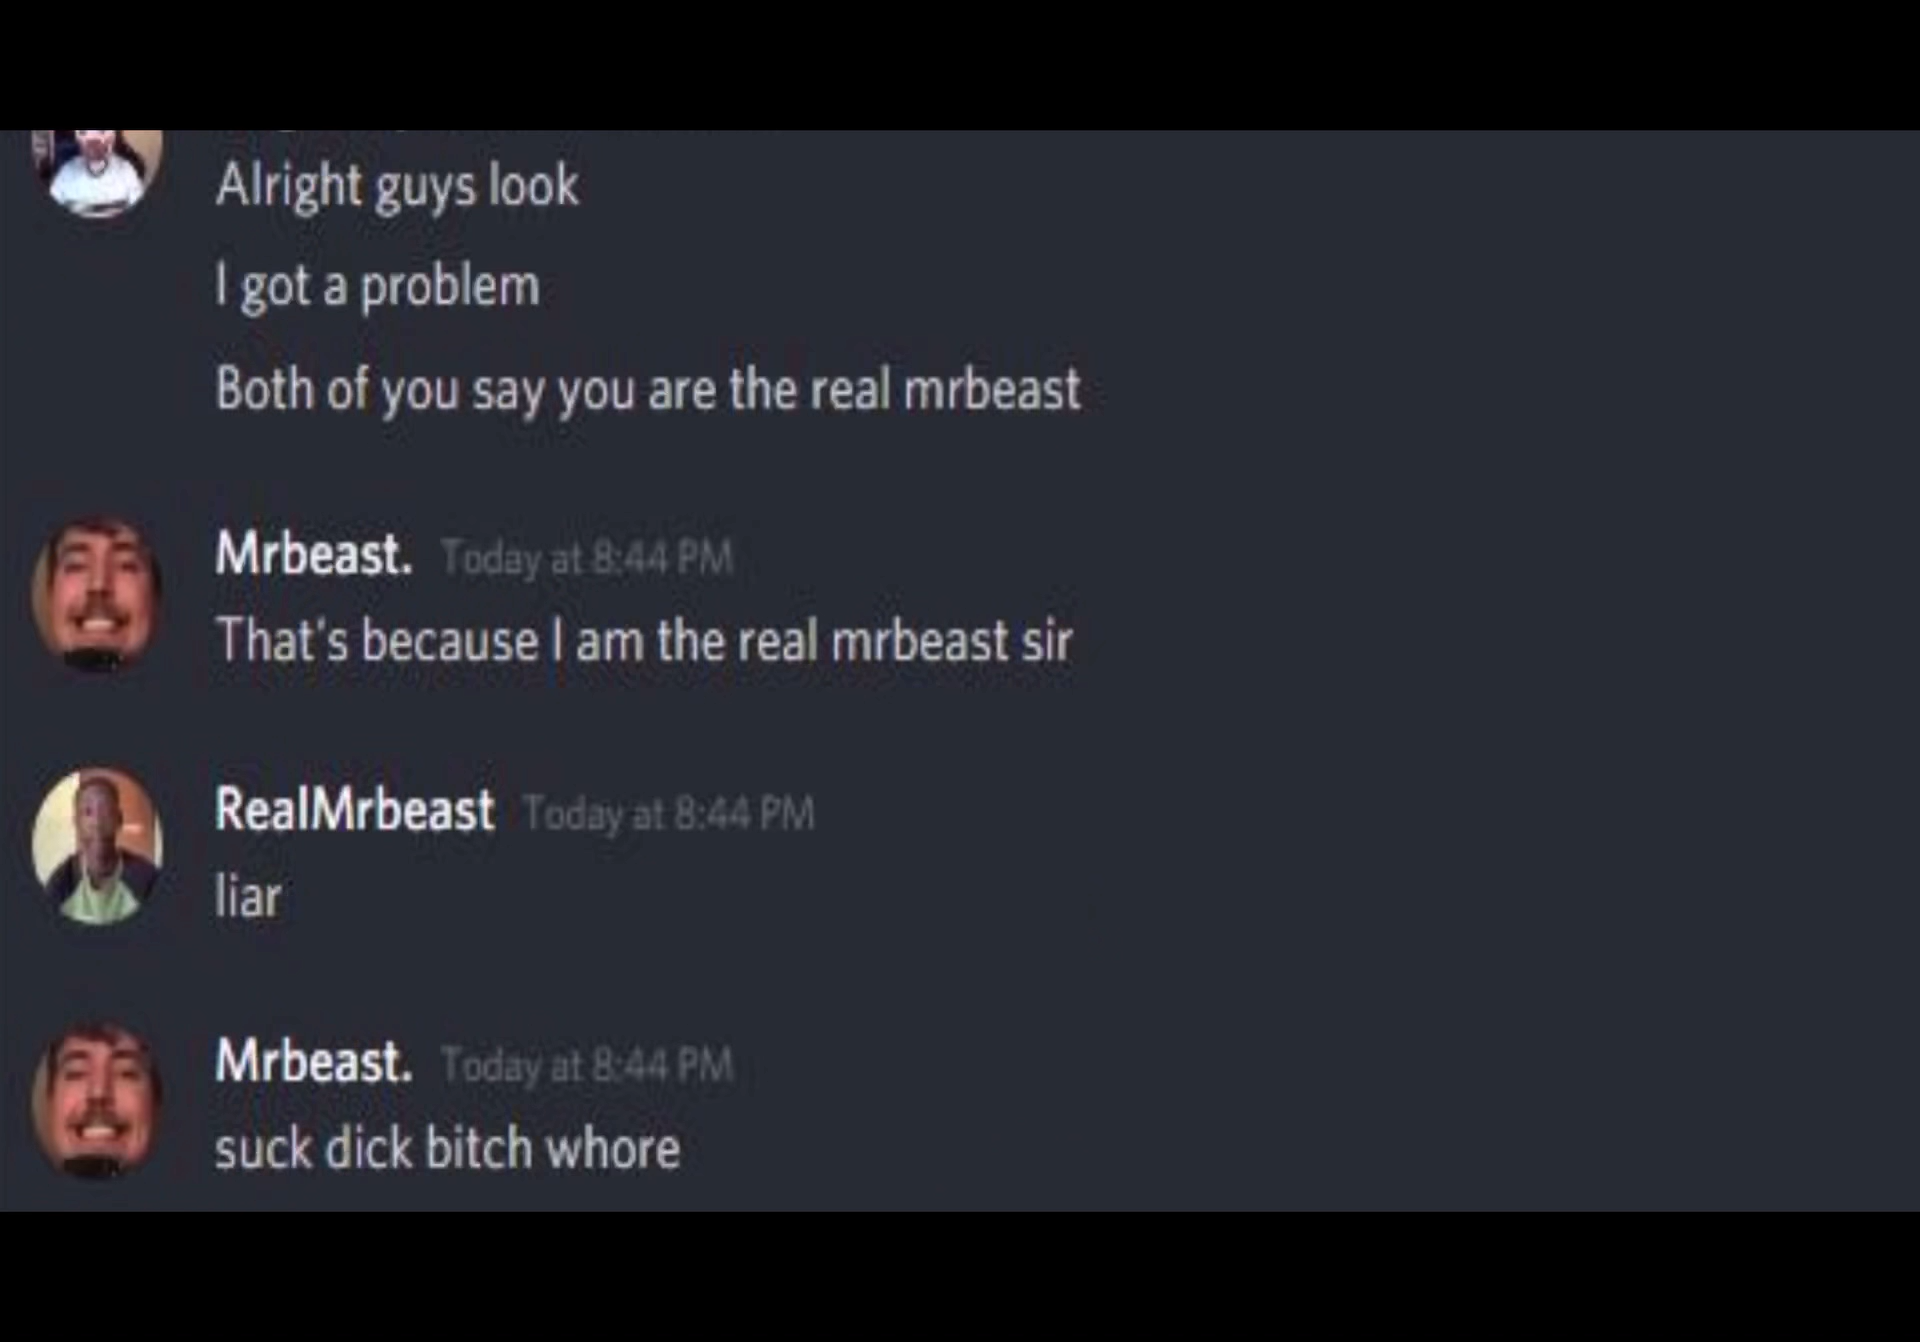 Alright guys look
I got a problem
Both of you say you are the real mrbeast
Mrbeast. Today at 8:44 PM
That's because I am the real mrbeast sir
RealMrbeast Today at 8:44 PM
liar
Mrbeast. Today at 8:44 PM
suck dick bitch whore